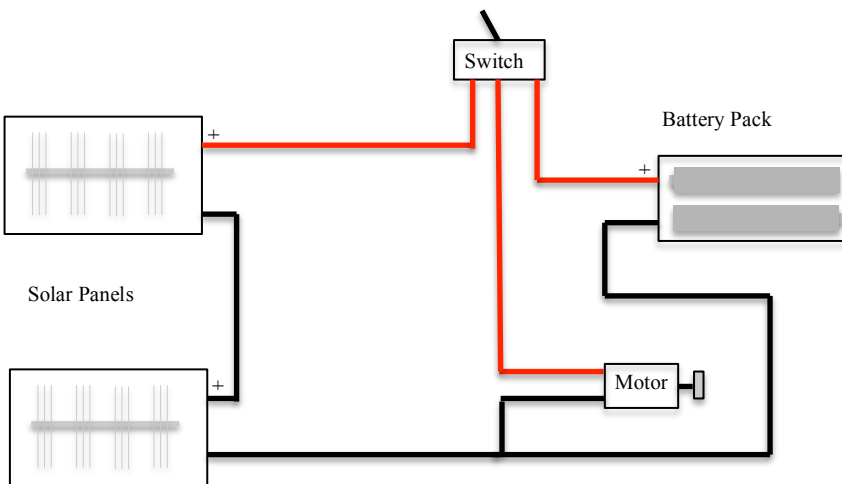 Switch
Battery Pack
+
+
Solar Panels
+
Motor